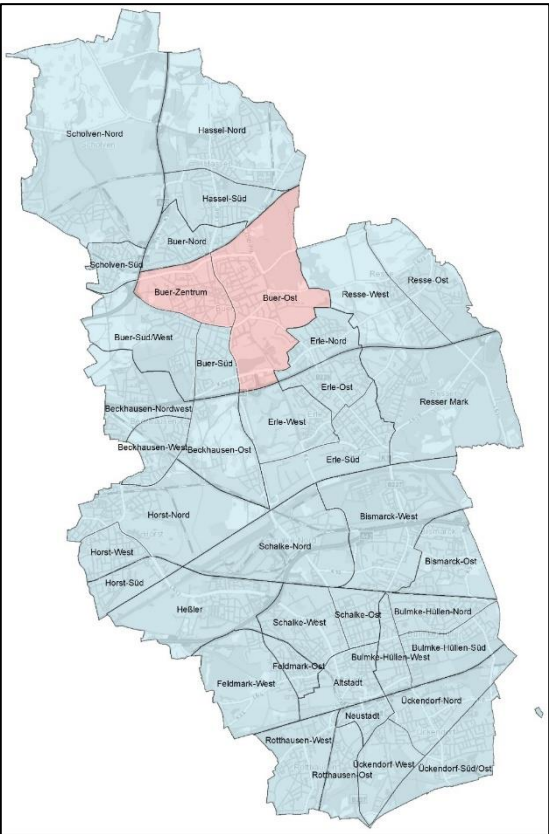 Scholven-Nord
Hassel-Nord
Hassel-Süd
Buer-Nord
Scholven-Süd
Buer-Zentrum
Buer-Ost
Resse-Ost
Resse-West
Buer-Sud/West
Buer-Süd
Erle-Nord
Erle-Ost
Resser Mark
Beckhausen-Nordwest
Erle-West
Beckhausen-West
Beckhausen-Ost
Erle-Süd
Horst-Nord
Bismarck-West
Horst-West
Schalke-Nord
Bismarck-Ost
Horst-Süd
Heßler
Schalke-West
Schalke-Ost
Bulmke-Hüllen-Nord
Bulmke-Hüllen-Süd
Bulmke-Hüllen-West
Feldmark-Ost
Feldmark-West
Altstadt
Ückendorf-Nord
Neustadt
Rotthausen-West
Ückendorf-West
Ückendorf-Süd/Ost
Rotthausen-Ost